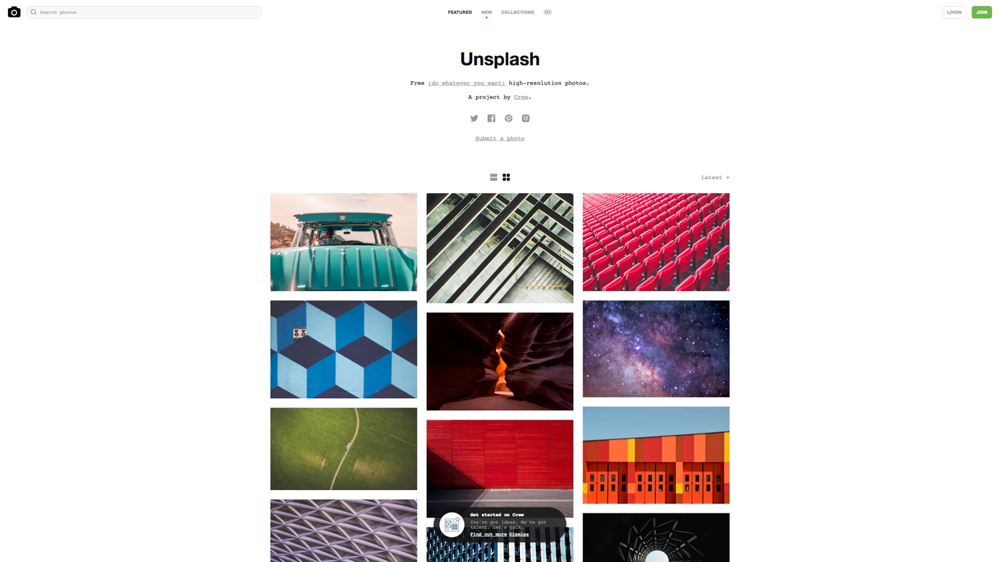 Search photos
FEATURED
NEW
COLLECTIONS
LOGIN
JOIN
Unsplash
Free (do whatever you want) high-resolution photos.
A project by Crew.
Submit a photo
Latest
Get started on Crew
You've got ideas. We've got
talent. Let's talk.
Find out more Dismiss